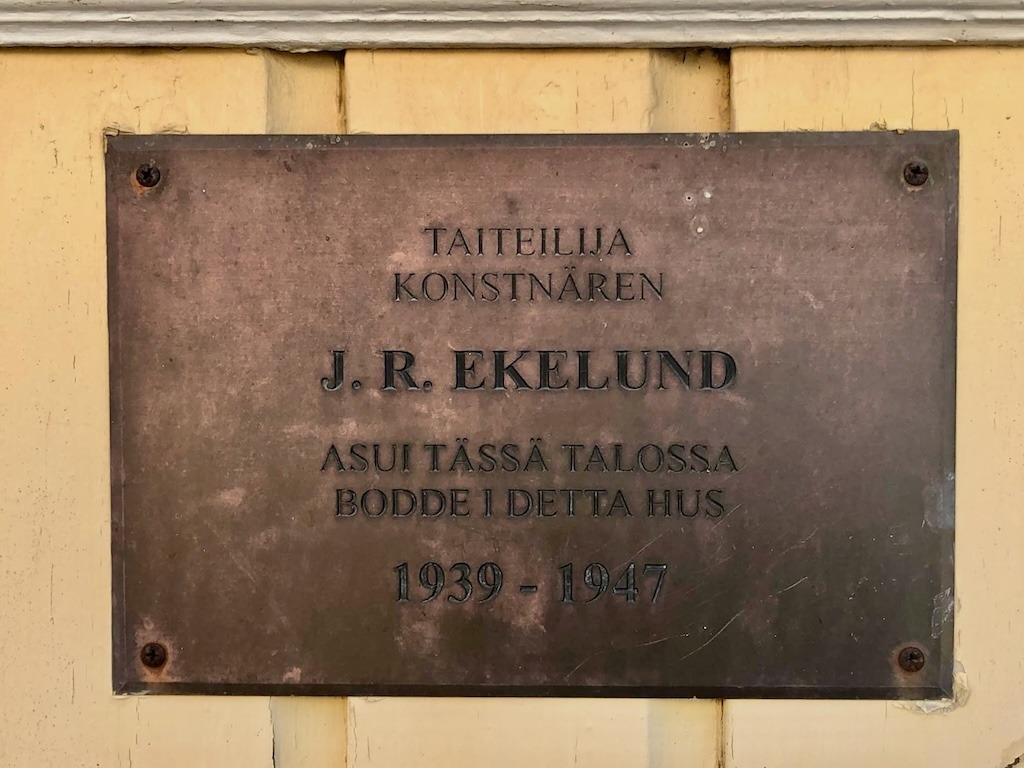 TAITEILIJA
KONSTNÄREN
J. R. EKELUND
ASUI TÄSSÄ TALOSSA
BODDE I DETTA HUS
1939 - 1947